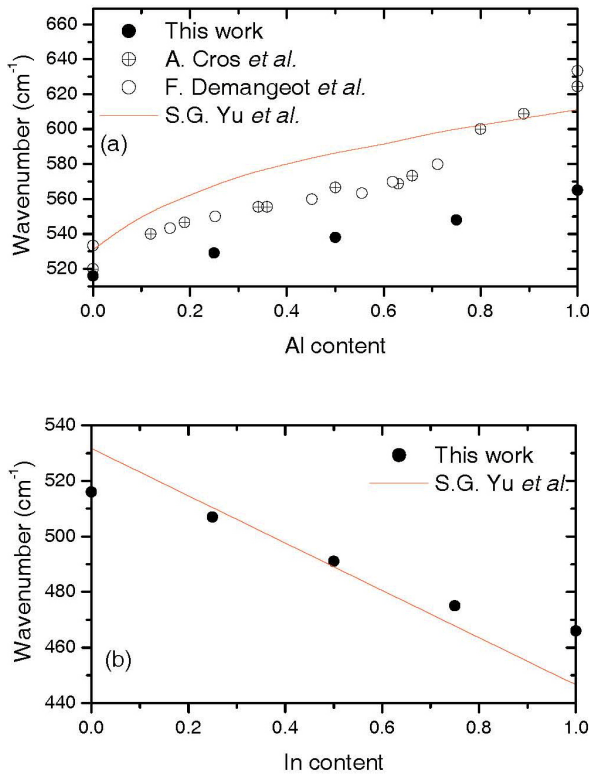 660
640
620
600
580
560
540
520
Wavenumber (cm⁻¹)
This work
A. Cros et al.
F. Demangeot et al.
S.G. Yu et al.
(a)
0.0 0.2 0.4 0.6 0.8 1.0
Al content
540
520
500
480
460
440
Wavenumber (cm⁻¹)
This work
S.G. Yu et al.
(b)
0.0 0.2 0.4 0.6 0.8 1.0
In content